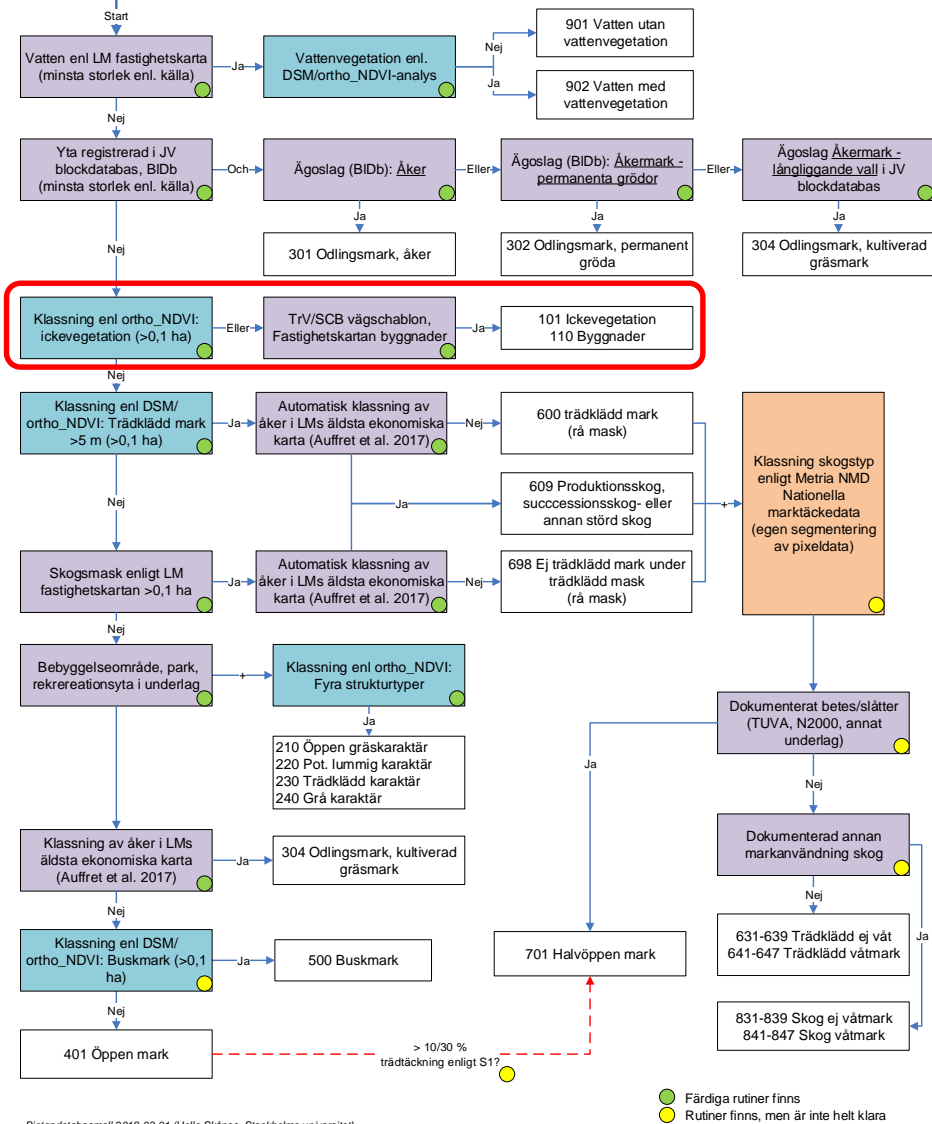 Start
Vatten enl LM fastighetskarta
(minsta storlek enl. källa)
Ja
Vattenvegetation enl.
DSM/ortho_NDVI-analys
Nej
Ja
901 Vatten utan
vattenvegetation
902 Vatten med
vattenvegetation
Nej
Yta registrerad i JV
blockdatabas, BlDb
(minsta storlek enl. källa)
Och
Ägoslag (BlDb): Åker
Eller
Ägoslag (BlDb): Åkermark -
permanenta grödor
Eller
Ägoslag Åkermark -
långliggande vall i JV
blockdatabas
Ja
Ja
Ja
301 Odlingsmark, åker
302 Odlingsmark, permanent
gröda
304 Odlingsmark, kultiverad
gräsmark
Nej
Klassning enl ortho_NDVI:
ickevegetation (>0,1 ha)
Eller
TrV/SCB vägschablon,
Fastighetskartan byggnader
Ja
101 Ickevegetation
110 Byggnader
Nej
Klassning enl DSM/
ortho_NDVI: Trädklädd mark
>5 m (>0,1 ha)
Ja
Automatisk klassning av
åker i LMs äldsta ekonomiska
karta (Auffret et al. 2017)
Nej
600 trädklädd mark
(rå mask)
Nej
Ja
609 Produktionsskog,
succcessionsskog- eller
annan störd skog
+
Klassning skogstyp
enligt Metria NMD
Nationella
marktäckedata
(egen segmentering
av pixeldata)
Skogsmask enligt LM
fastighetskartan >0,1 ha
Ja
Automatisk klassning av
åker i LMs äldsta ekonomiska
karta (Auffret et al. 2017)
Nej
698 Ej trädklädd mark under
trädklädd mask
(rå mask)
Nej
Bebyggelseområde, park,
rekrereationsyta i underlag
+
Klassning enl ortho_NDVI:
Fyra strukturtyper
Ja
210 Öppen gräskaraktär
220 Pot. lummig karaktär
230 Trädklädd karaktär
240 Grå karaktär
Dokumenterat betes/slåtter
(TUVA, N2000, annat
underlag)
Ja
Nej
Klassning av åker i LMs
äldsta ekonomiska karta
(Auffret et al. 2017)
Ja
304 Odlingsmark, kultiverad
gräsmark
Dokumenterad annan
markanvändning skog
Nej
Ja
Nej
Klassning enl DSM/
ortho_NDVI: Buskmark (>0,1
ha)
Ja
500 Buskmark
701 Halvöppen mark
631-639 Trädklädd ej våt
641-647 Trädklädd våtmark
831-839 Skog ej våtmark
841-847 Skog våtmark
Nej
401 Öppen mark
> 10/30 %
trädtäckning enligt S1?
Färdiga rutiner finns
Rutiner finns, men är inte helt klara